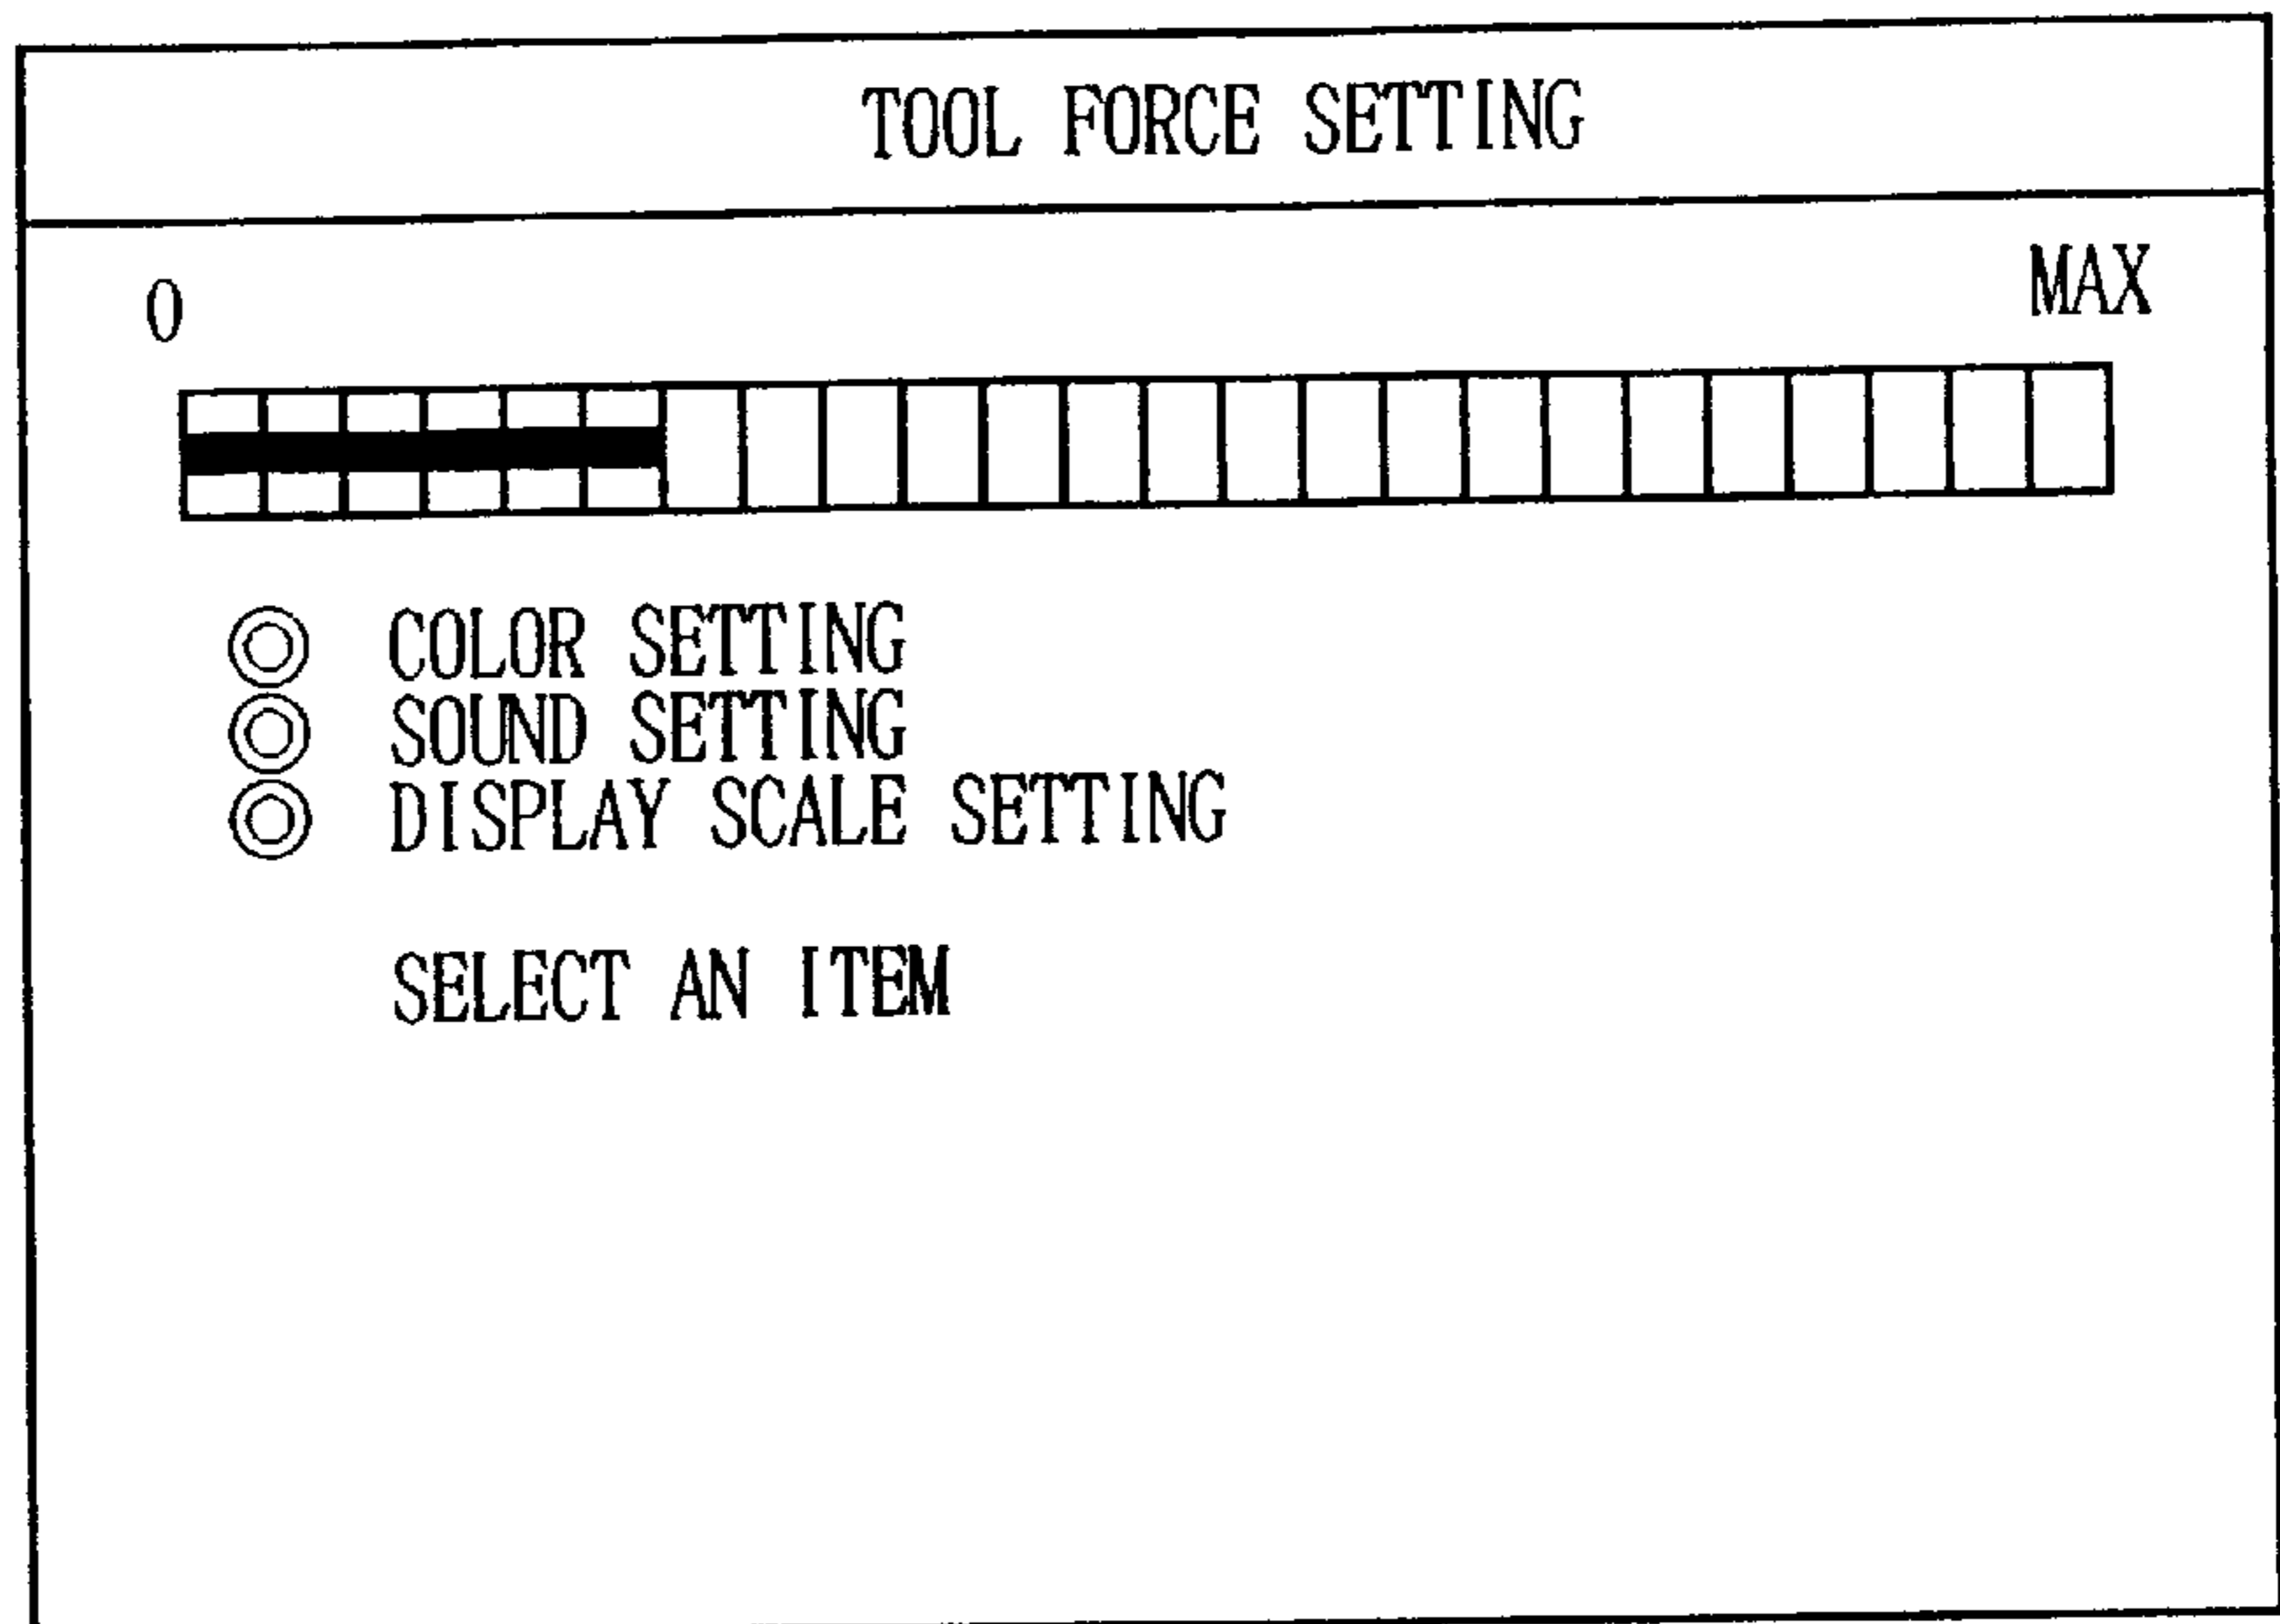 TOOL FORCE SETTING
0 MAX
COLOR SETTING
SOUND SETTING
DISPLAY SCALE SETTING
SELECT AN ITEM